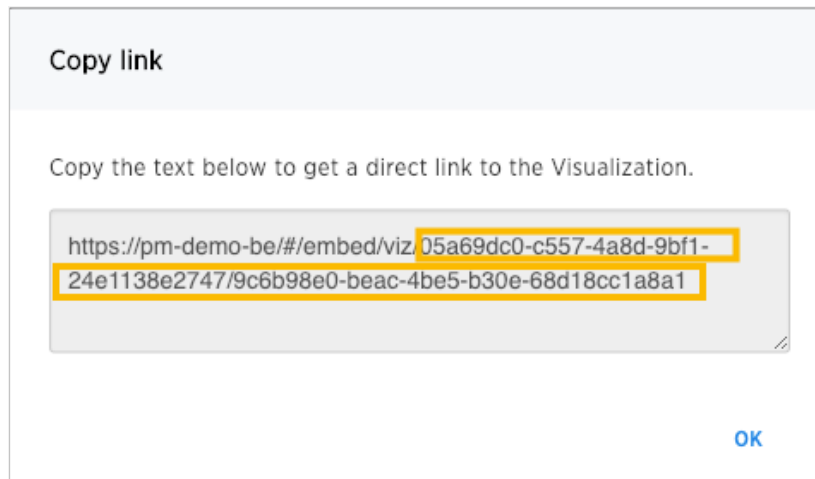 Copy link
Copy the text below to get a direct link to the Visualization.
https://pm-demo-be/#/embed/viz/05a69dc0-c557-4a8d-9bf1-
24e1138e2747/9c6b98e0-beac-4be5-b30e-68d18cc1a8a1
OK